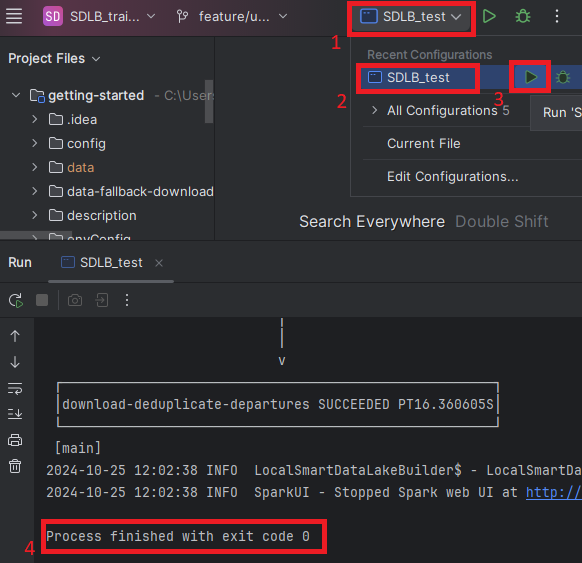 SD SDLB_trai... feature/u... SDLB_test
1
Recent Configurations
Project Files
SDLB_test
2
3
getting-started - C:\Users
Run 'S
.idea
All Configurations 5
config
Current File
data
data-fallback-download
Edit Configurations...
description
Search Everywhere Double Shift
envConfig
Run SDLB_test
v
download-deduplicate-departures SUCCEEDED PT16.360605S
[main]
2024-10-25 12:02:38 INFO LocalSmartDataLakeBuilder$ - LocalSmartDa
2024-10-25 12:02:38 INFO SparkUI - Stopped Spark web UI at http://
Process finished with exit code 0
4